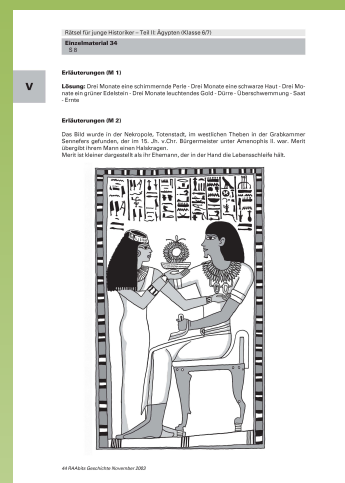 Rätsel für junge Historiker – Teil II: Ägypten (Klasse 6/7)
Einzelmaterial 34
S 8
V
Erläuterungen (M 1)
Lösung: Drei Monate eine schimmernde Perle - Drei Monate eine schwarze Haut - Drei Mo-
nate ein grüner Edelstein - Drei Monate leuchtendes Gold - Dürre - Überschwemmung - Saat
- Ernte
Erläuterungen (M 2)
Das Bild wurde in der Nekropole, Totenstadt, im westlichen Theben in der Grabkammer
Sennefers gefunden, der im 15. Jh. v.Chr. Bürgermeister unter Amenophis II. war. Merit
übergibt ihrem Mann einen Halskragen.
Merit ist kleiner dargestellt als ihr Ehemann, der in der Hand die Lebensschleife hält.
44 RAAbits Geschichte November 2003